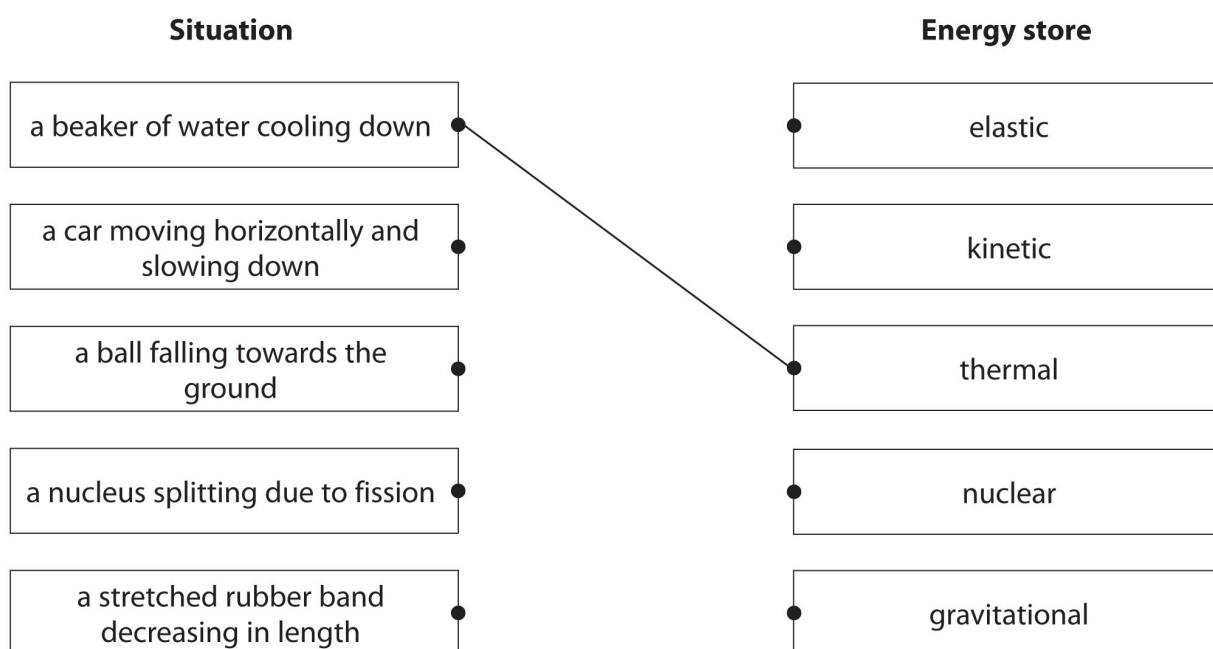 Situation
Energy store
a beaker of water cooling down
elastic
a car moving horizontally and
slowing down
kinetic
a ball falling towards the
ground
thermal
a nucleus splitting due to fission
nuclear
a stretched rubber band
decreasing in length
gravitational